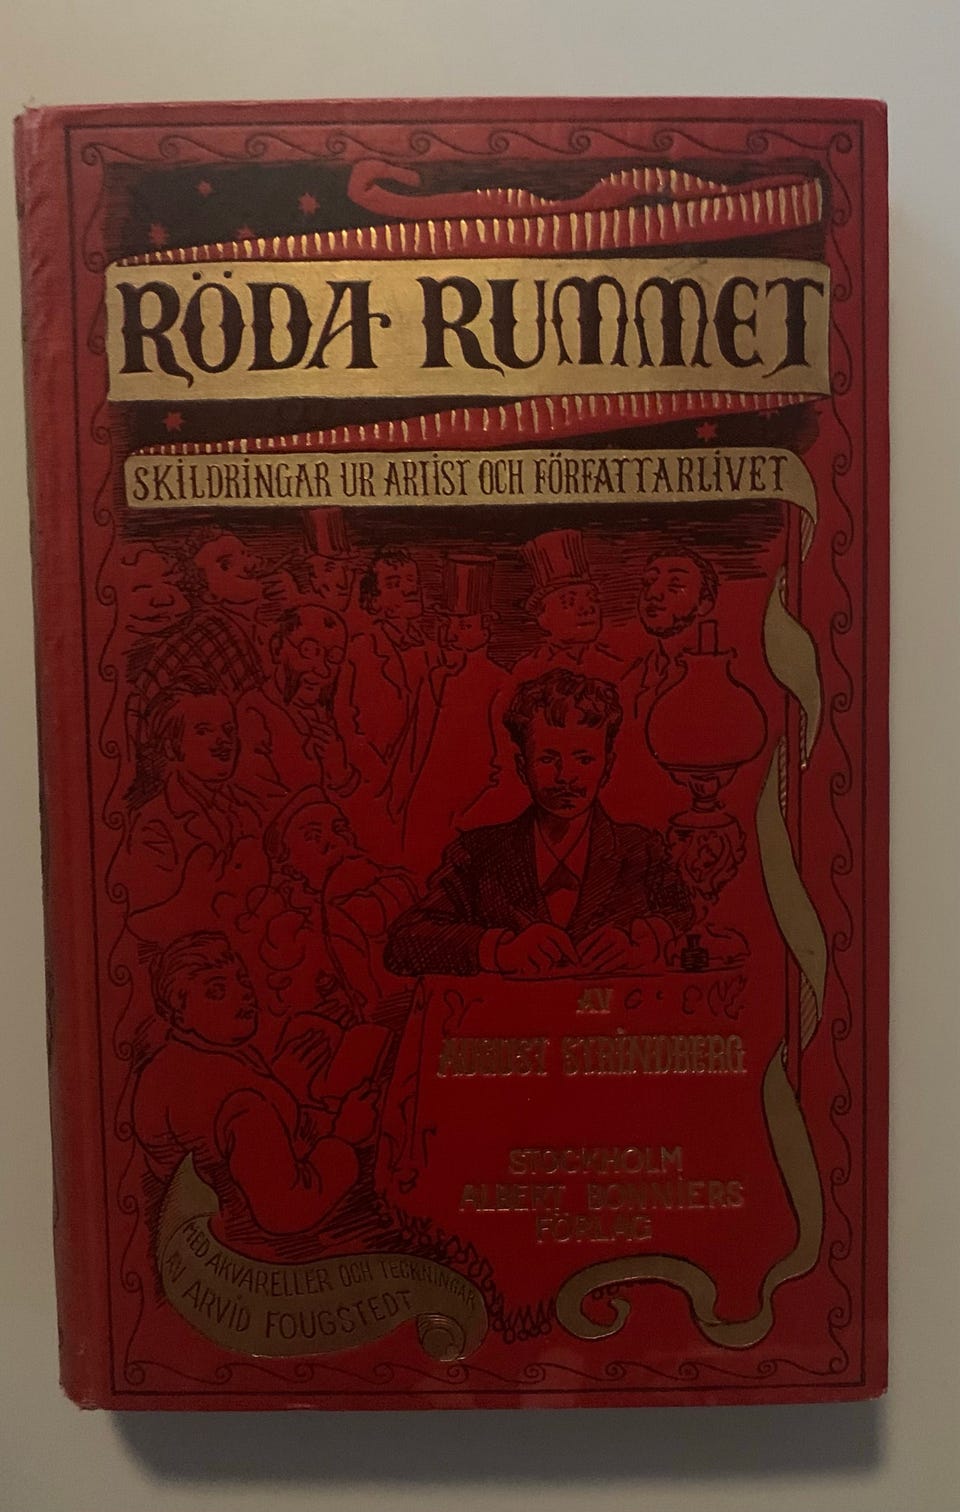 RÖDA RUMMET
SKILDRINGAR UR ARTIST OCH FÖRFATTARLIVET
AV
AUGUST STRINDBERG
STOCKHOLM
ALBERT BONNIERS
FÖRLAG
MED AKVARELLER OCH TECKNINGAR
AV ARVID FOUGSTEDT